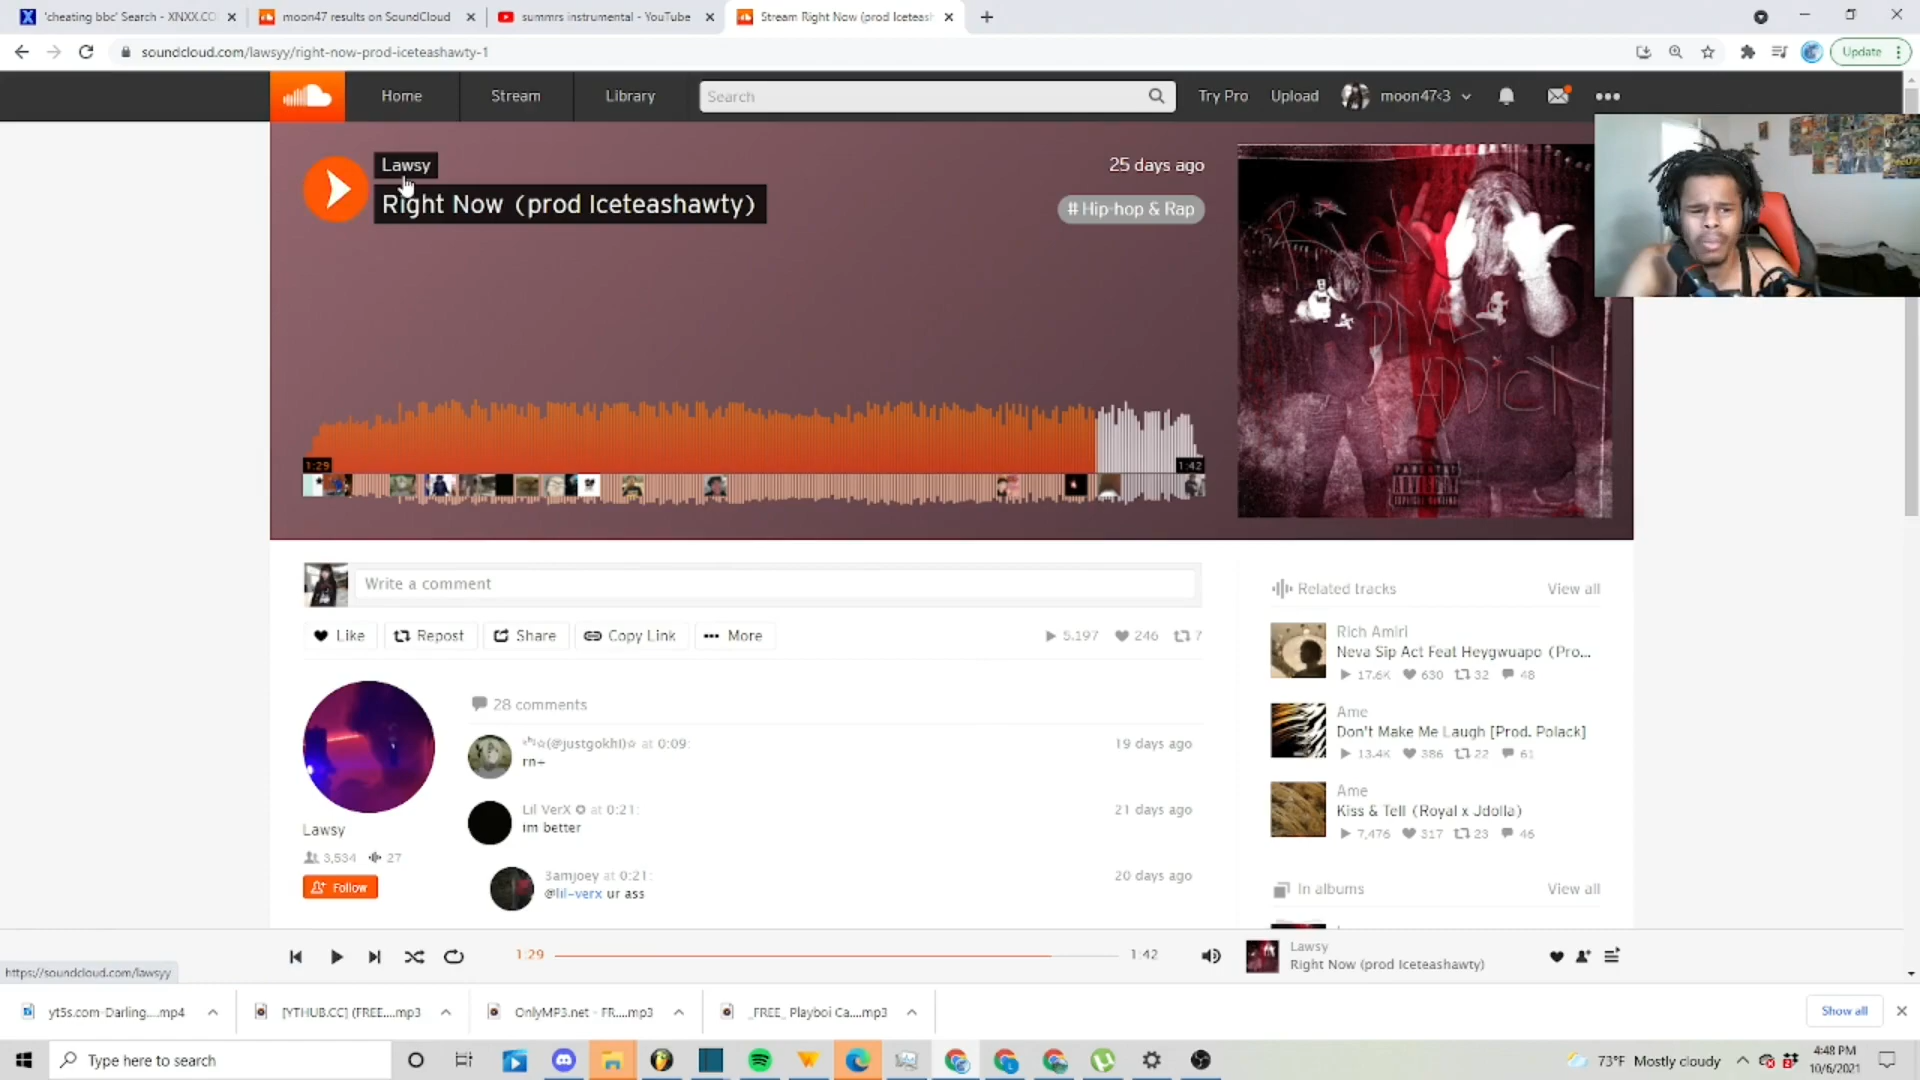 'cheating bbc' Search - XNXX.CO
moon47 results on SoundCloud
summrs instrumental - YouTube
Stream Right Now (prod Iceteash
soundcloud.com/lawsyy/right-now-prod-iceteashawty-1
Update
Home
Stream
Library
Search
Try Pro
Upload
moon47<3
Lawsy
Right Now (prod Iceteashawty)
25 days ago
# Hip-hop & Rap
1:29
1:42
PARENTAL
ADVISORY
Write a comment
Like
Repost
Share
Copy Link
More
5,197
246
7
Related tracks
View all
Rich Amiri
Neva Sip Act Feat Heygwuapo (Pro...
17.6K
630
32
48
Ame
Don't Make Me Laugh [Prod. Polack]
13.4K
386
22
61
Ame
Kiss & Tell (Royal x Jdolla)
7,476
317
23
46
In albums
View all
28 comments
(@justgokhl)☆ at 0:09:
19 days ago
rn+
Lil VerX at 0:21:
21 days ago
im better
3amjoey at 0:21:
20 days ago
@lil-verx ur ass
Lawsy
3,534
27
Follow
1:29
1:42
Lawsy
Right Now (prod Iceteashawty)
https://soundcloud.com/lawsyy
yt5s.com-Darling....mp4
[YTHUB.CC] (FREE....mp3
OnlyMP3.net - FR....mp3
_FREE_ Playboi Ca....mp3
Show all
Type here to search
73°F Mostly cloudy
4:48 PM
10/6/2021